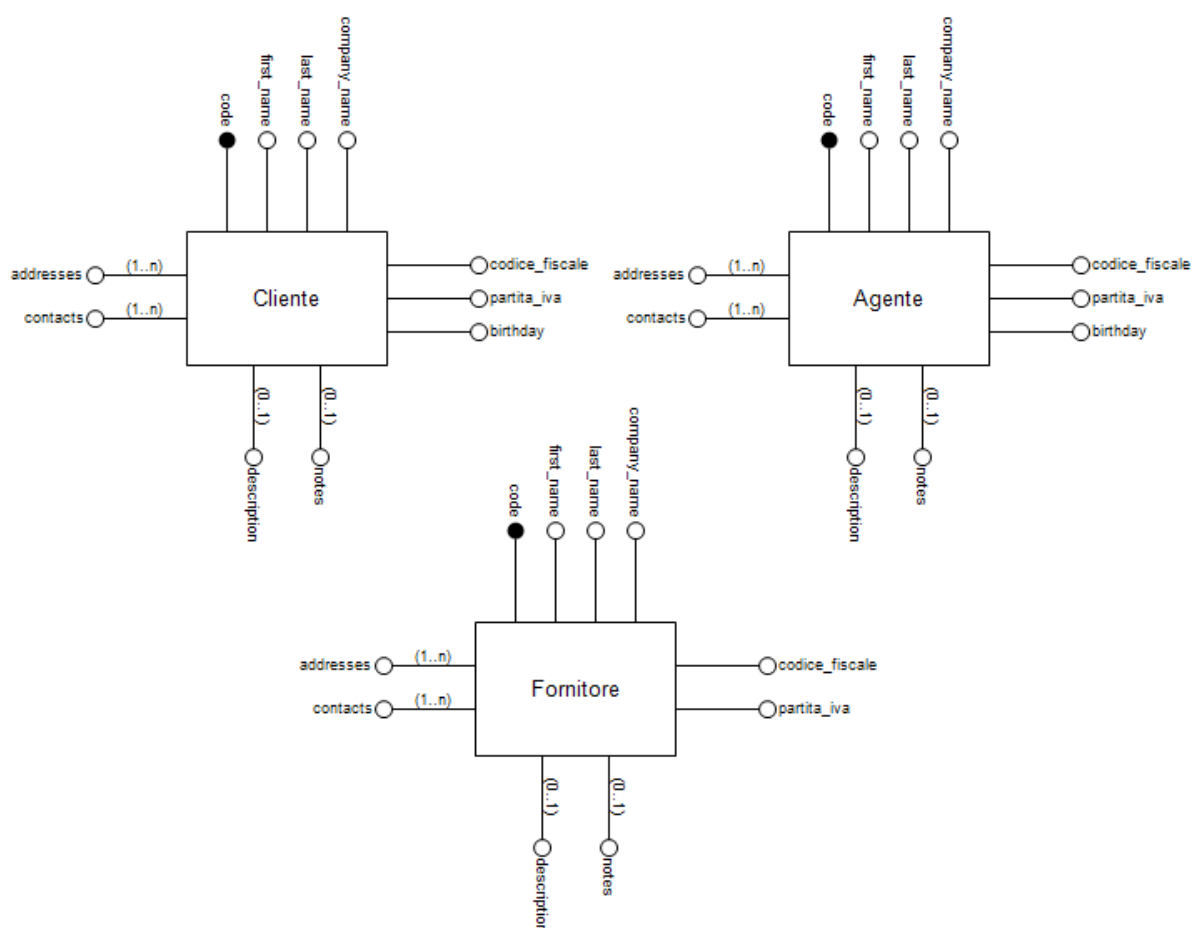 code
first_name
last_name
company_name
addresses
(1..n)
contacts
(1..n)
Cliente
codice_fiscale
partita_iva
birthday
(0..1)
(0..1)
description
notes
code
first_name
last_name
company_name
addresses
(1..n)
contacts
(1..n)
Agente
codice_fiscale
partita_iva
birthday
(0..1)
(0..1)
description
notes
code
first_name
last_name
company_name
addresses
(1..n)
contacts
(1..n)
Fornitore
codice_fiscale
partita_iva
(0..1)
(0..1)
description
notes